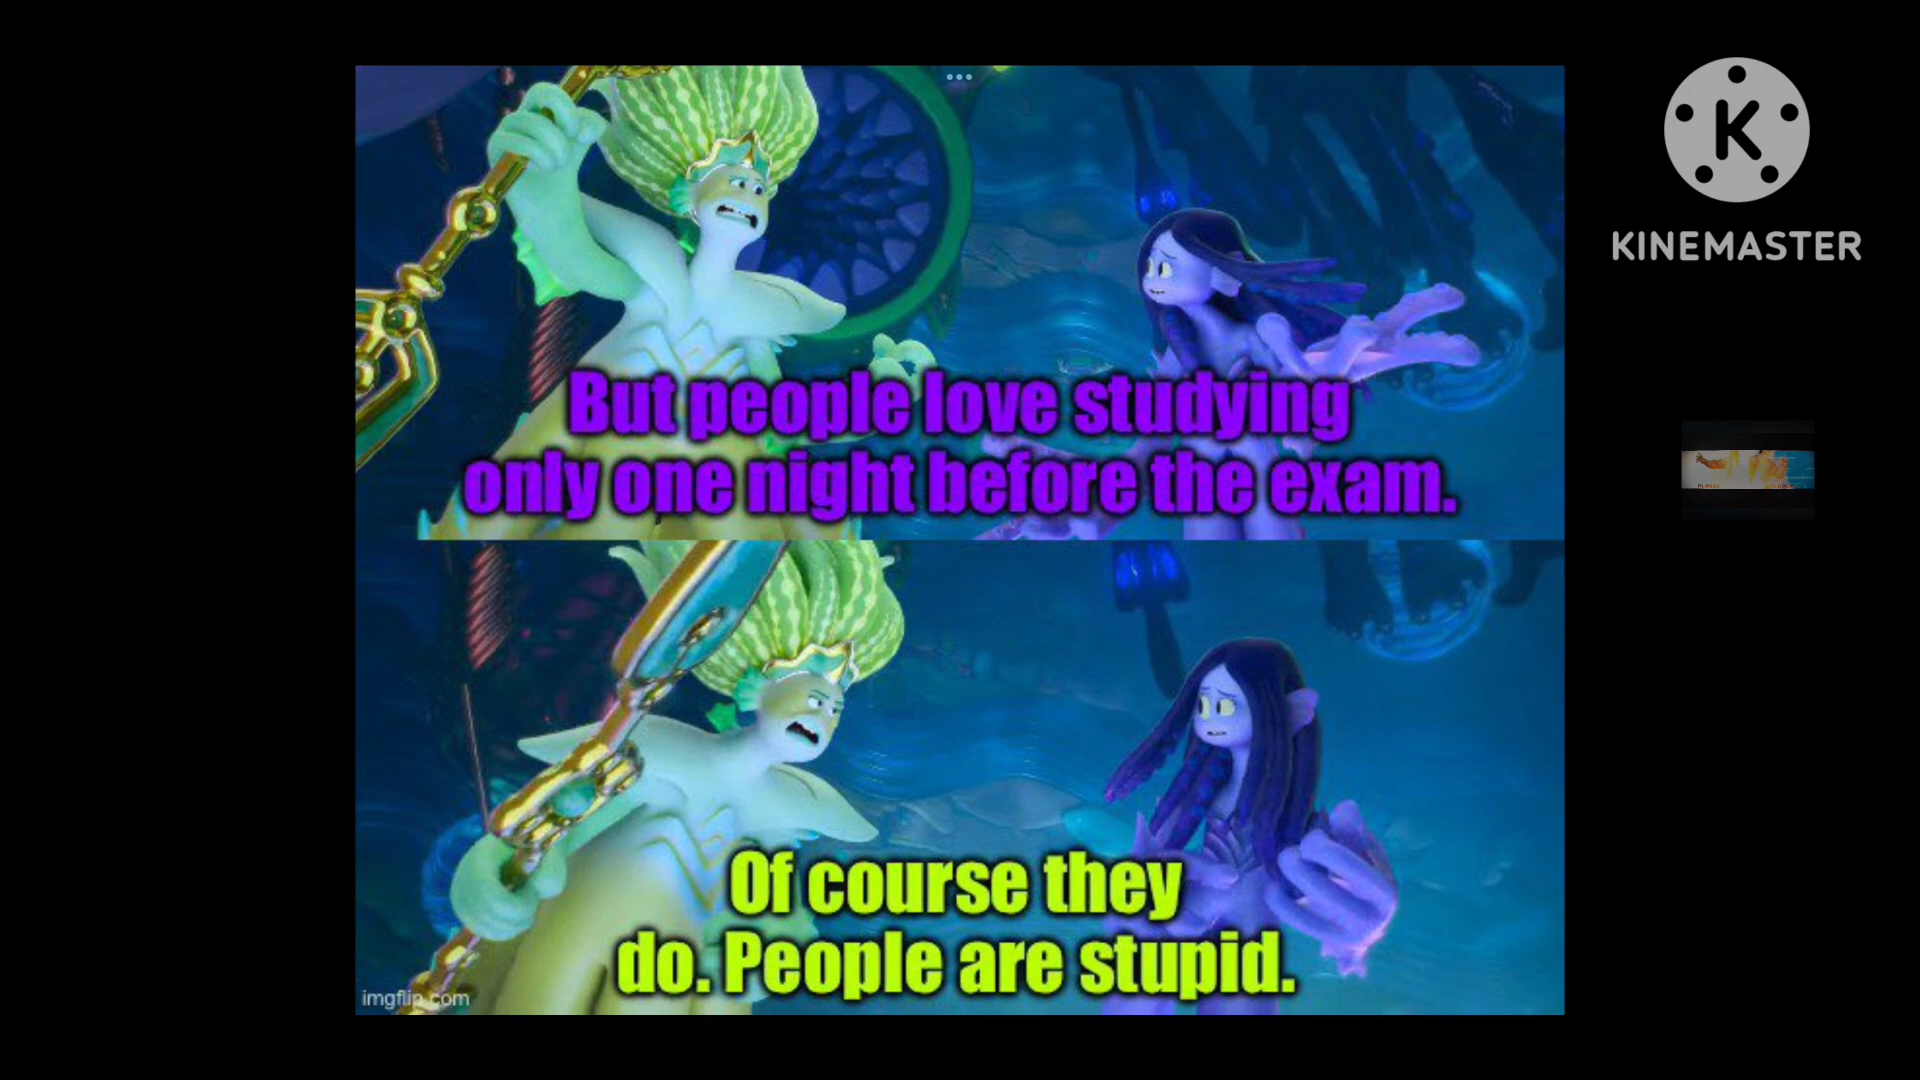 K
KINEMASTER
But people love studying
only one night before the exam.
Of course they
do. People are stupid.
imgflip.com